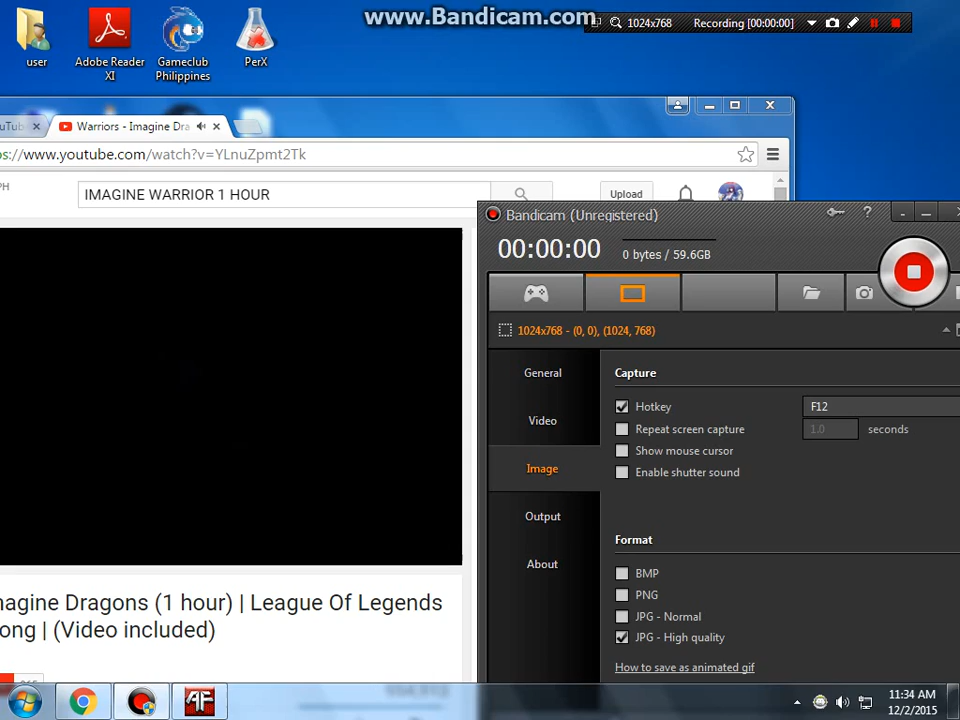 www.Bandicam.com
1024x768 Recording [00:00:00]
user
Adobe Reader
XI
Gameclub
Philippines
PerX
Warriors - Imagine Dra
ps://www.youtube.com/watch?v=YLnuZpmt2Tk
PH
IMAGINE WARRIOR 1 HOUR
Upload
Bandicam (Unregistered)
00:00:00
0 bytes / 59.6GB
1024x768 - (0, 0), (1024, 768)
General
Video
Image
Output
About
Capture
Hotkey
F12
Repeat screen capture
1.0 seconds
Show mouse cursor
Enable shutter sound
Format
BMP
PNG
JPG - Normal
JPG - High quality
How to save as animated gif
magine Dragons (1 hour) | League Of Legends
ong | (Video included)
AF
11:34 AM
12/2/2015